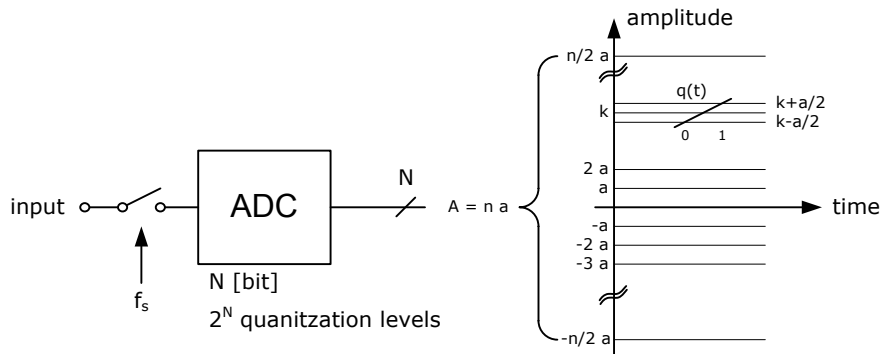 input
f_s
ADC
N
N [bit]
2^N quanitzation levels
A = n a
amplitude
n/2 a
q(t)
k+a/2
k
k-a/2
0 1
2 a
a
time
-a
-2 a
-3 a
-n/2 a